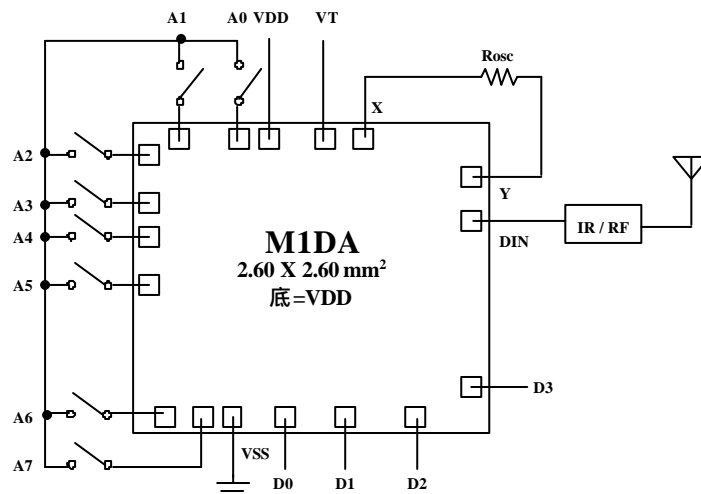 A1 A0 VDD VT
Rosc
X
A2
Y
A3
DIN
IR / RF
A4
M1DA
2.60 X 2.60 mm²
A5
底=VDD
D3
A6
VSS
A7
D0 D1 D2